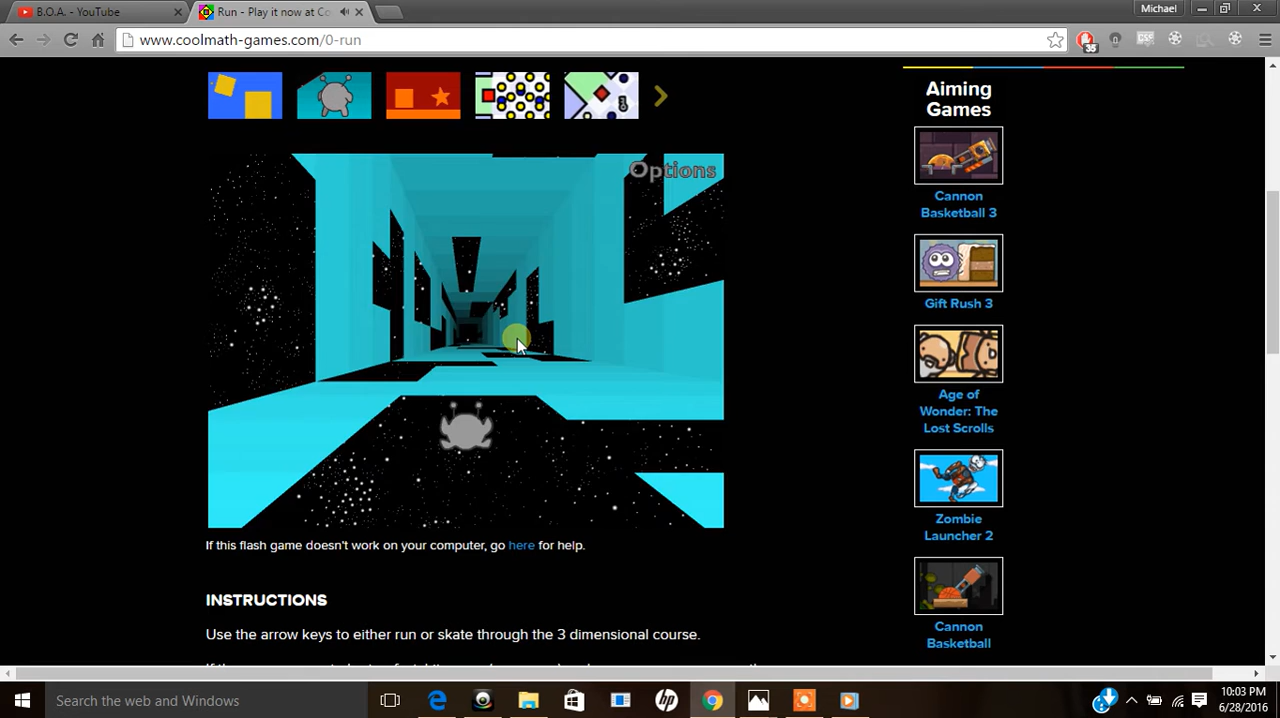 B.O.A. - YouTube
Run - Play it now at Co
Michael
www.coolmath-games.com/0-run
35
Options
Aiming
Games
Cannon
Basketball 3
Gift Rush 3
Age of
Wonder: The
Lost Scrolls
Zombie
Launcher 2
Cannon
Basketball
If this flash game doesn't work on your computer, go here for help.
INSTRUCTIONS
Use the arrow keys to either run or skate through the 3 dimensional course.
Search the web and Windows
10:03 PM
6/28/2016